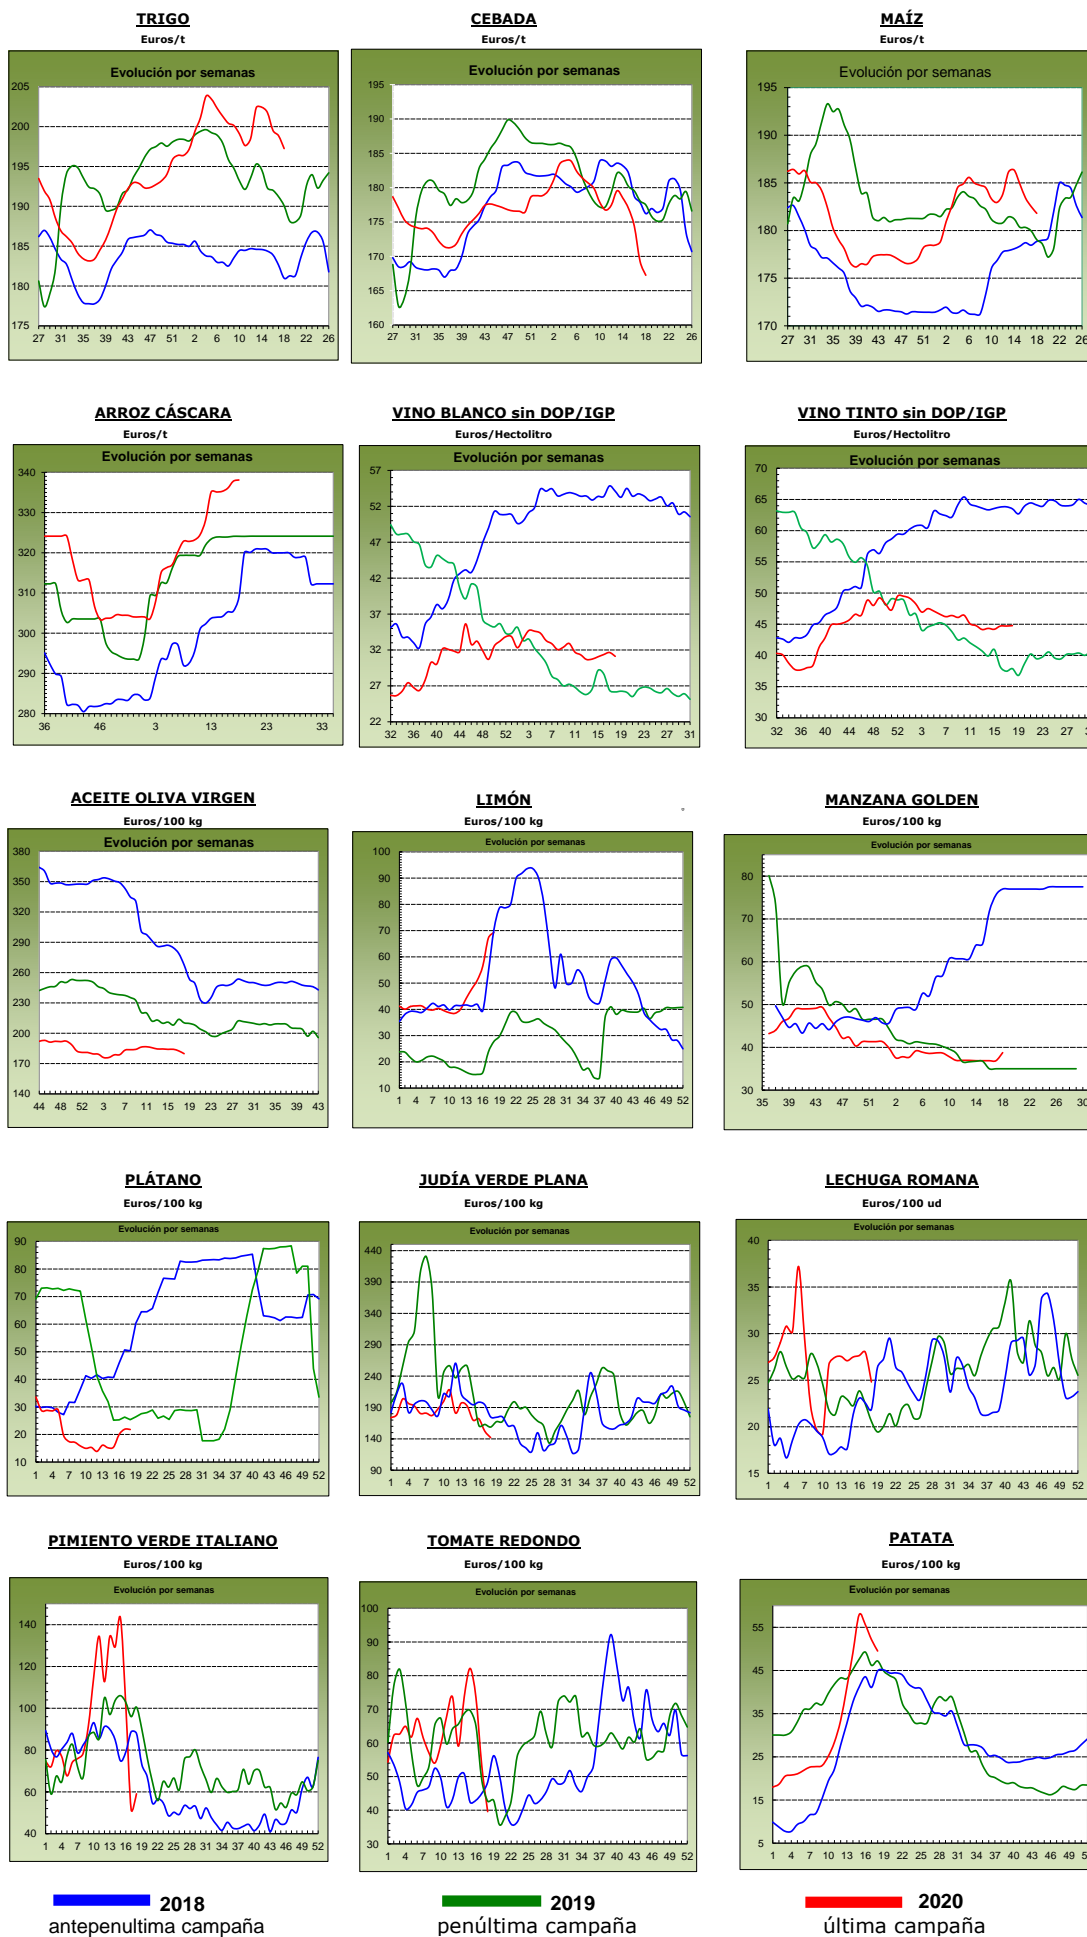 TRIGO
Euros/t
Evolución por semanas
205
200
195
190
185
180
175
27 31 35 39 43 47 51 2 6 10 14 18 22 26
CEBADA
Euros/t
Evolución por semanas
195
190
185
180
175
170
165
160
27 31 35 39 43 47 51 2 6 10 14 18 22 26
MAÍZ
Euros/t
Evolución por semanas
195
190
185
180
175
170
27 31 35 39 43 47 51 2 6 10 14 18 22 26
ARROZ CÁSCARA
Euros/t
Evolución por semanas
340
330
320
310
300
290
280
36 46 3 13 23 33
VINO BLANCO sin DOP/IGP
Euros/Hectolitro
Evolución por semanas
57
52
47
42
37
32
27
22
32 36 40 44 48 52 3 7 11 15 19 23 27 31
VINO TINTO sin DOP/IGP
Euros/Hectolitro
Evolución por semanas
70
65
60
55
50
45
40
35
30
32 36 40 44 48 52 3 7 11 15 19 23 27
ACEITE OLIVA VIRGEN
Euros/100 kg
Evolución por semanas
380
350
320
290
260
230
200
170
140
44 48 52 3 7 11 15 19 23 27 31 35 39 43
LIMÓN
Euros/100 kg
Evolución por semanas
100
90
80
70
60
50
40
30
20
10
1 4 7 10 13 16 19 22 25 28 31 34 37 40 43 46 49 52
MANZANA GOLDEN
Euros/100 kg
Evolución por semanas
80
70
60
50
40
30
35 39 43 47 51 2 6 10 14 18 22 26 30
PLÁTANO
Euros/100 kg
Evolución por semanas
90
80
70
60
50
40
30
20
10
1 4 7 10 13 16 19 22 25 28 31 34 37 40 43 46 49 52
JUDÍA VERDE PLANA
Euros/100 kg
Evolución por semanas
440
390
340
290
240
190
140
90
1 4 7 10 13 16 19 22 25 28 31 34 37 40 43 46 49 52
LECHUGA ROMANA
Euros/100 ud
Evolución por semanas
40
35
30
25
20
15
1 4 7 10 13 16 19 22 25 28 31 34 37 40 43 46 49 52
PIMIENTO VERDE ITALIANO
Euros/100 kg
Evolución por semanas
140
120
100
80
60
40
1 4 7 10 13 16 19 22 25 28 31 34 37 40 43 46 49 52
TOMATE REDONDO
Euros/100 kg
Evolución por semanas
100
90
80
70
60
50
40
30
1 4 7 10 13 16 19 22 25 28 31 34 37 40 43 46 49 52
PATATA
Euros/100 kg
Evolución por semanas
55
45
35
25
15
5
1 4 7 10 13 16 19 22 25 28 31 34 37 40 43 46 49
2018
antepenultima campaña
2019
penúltima campaña
2020
última campaña